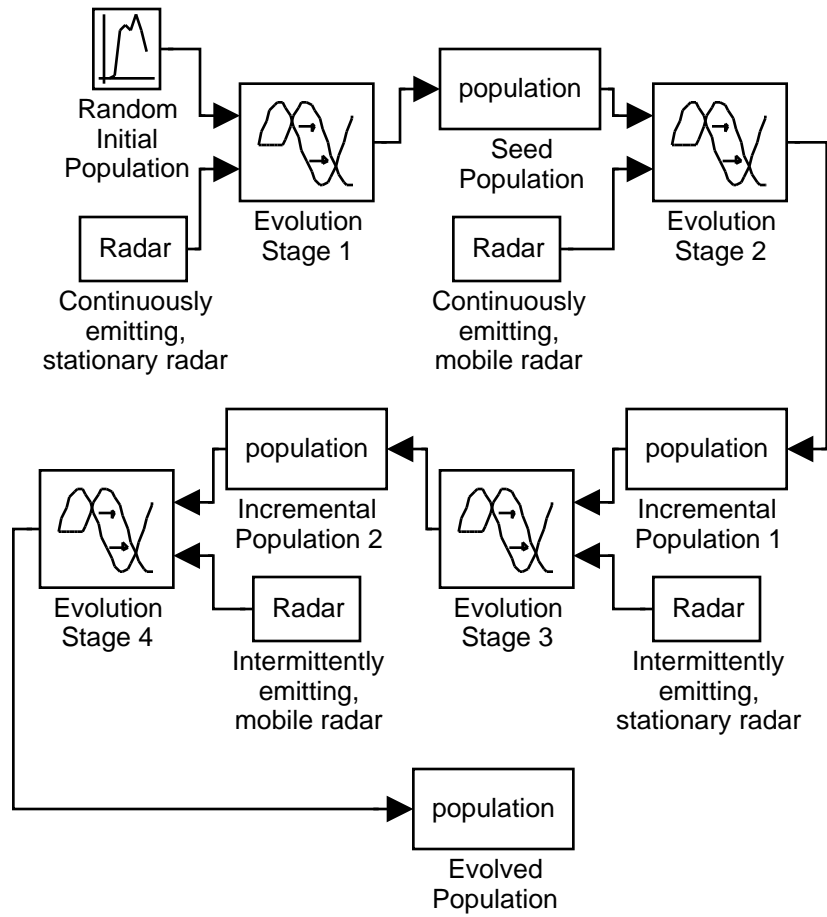 Random
Initial
Population
Radar
Continuously
emitting,
stationary radar
Evolution
Stage 1
population
Seed
Population
Radar
Continuously
emitting,
mobile radar
Evolution
Stage 2
population
Incremental
Population 1
Radar
Intermittently
emitting,
stationary radar
Evolution
Stage 3
population
Incremental
Population 2
Radar
Intermittently
emitting,
mobile radar
Evolution
Stage 4
population
Evolved
Population